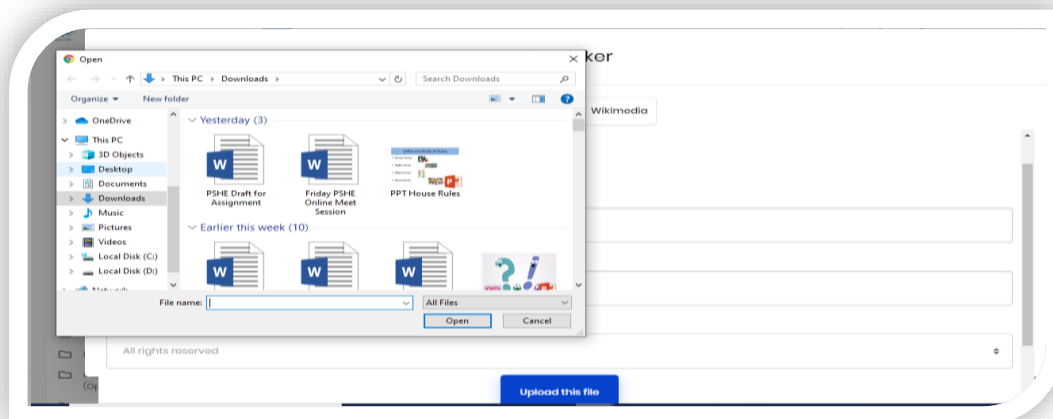 Open
ker
This PC > Downloads >
Search Downloads
Organize
New folder
Wikimedia
OneDrive
This PC
3D Objects
Desktop
Documents
Downloads
Music
Pictures
Videos
Local Disk (C:)
Local Disk (D:)
Yesterday (3)
PSHE Draft for
Assignment
Friday PSHE
Online Meet
Session
PPT House Rules
Earlier this week (10)
File name:
All Files
Open
Cancel
All rights reserved
(Op
Upload this file